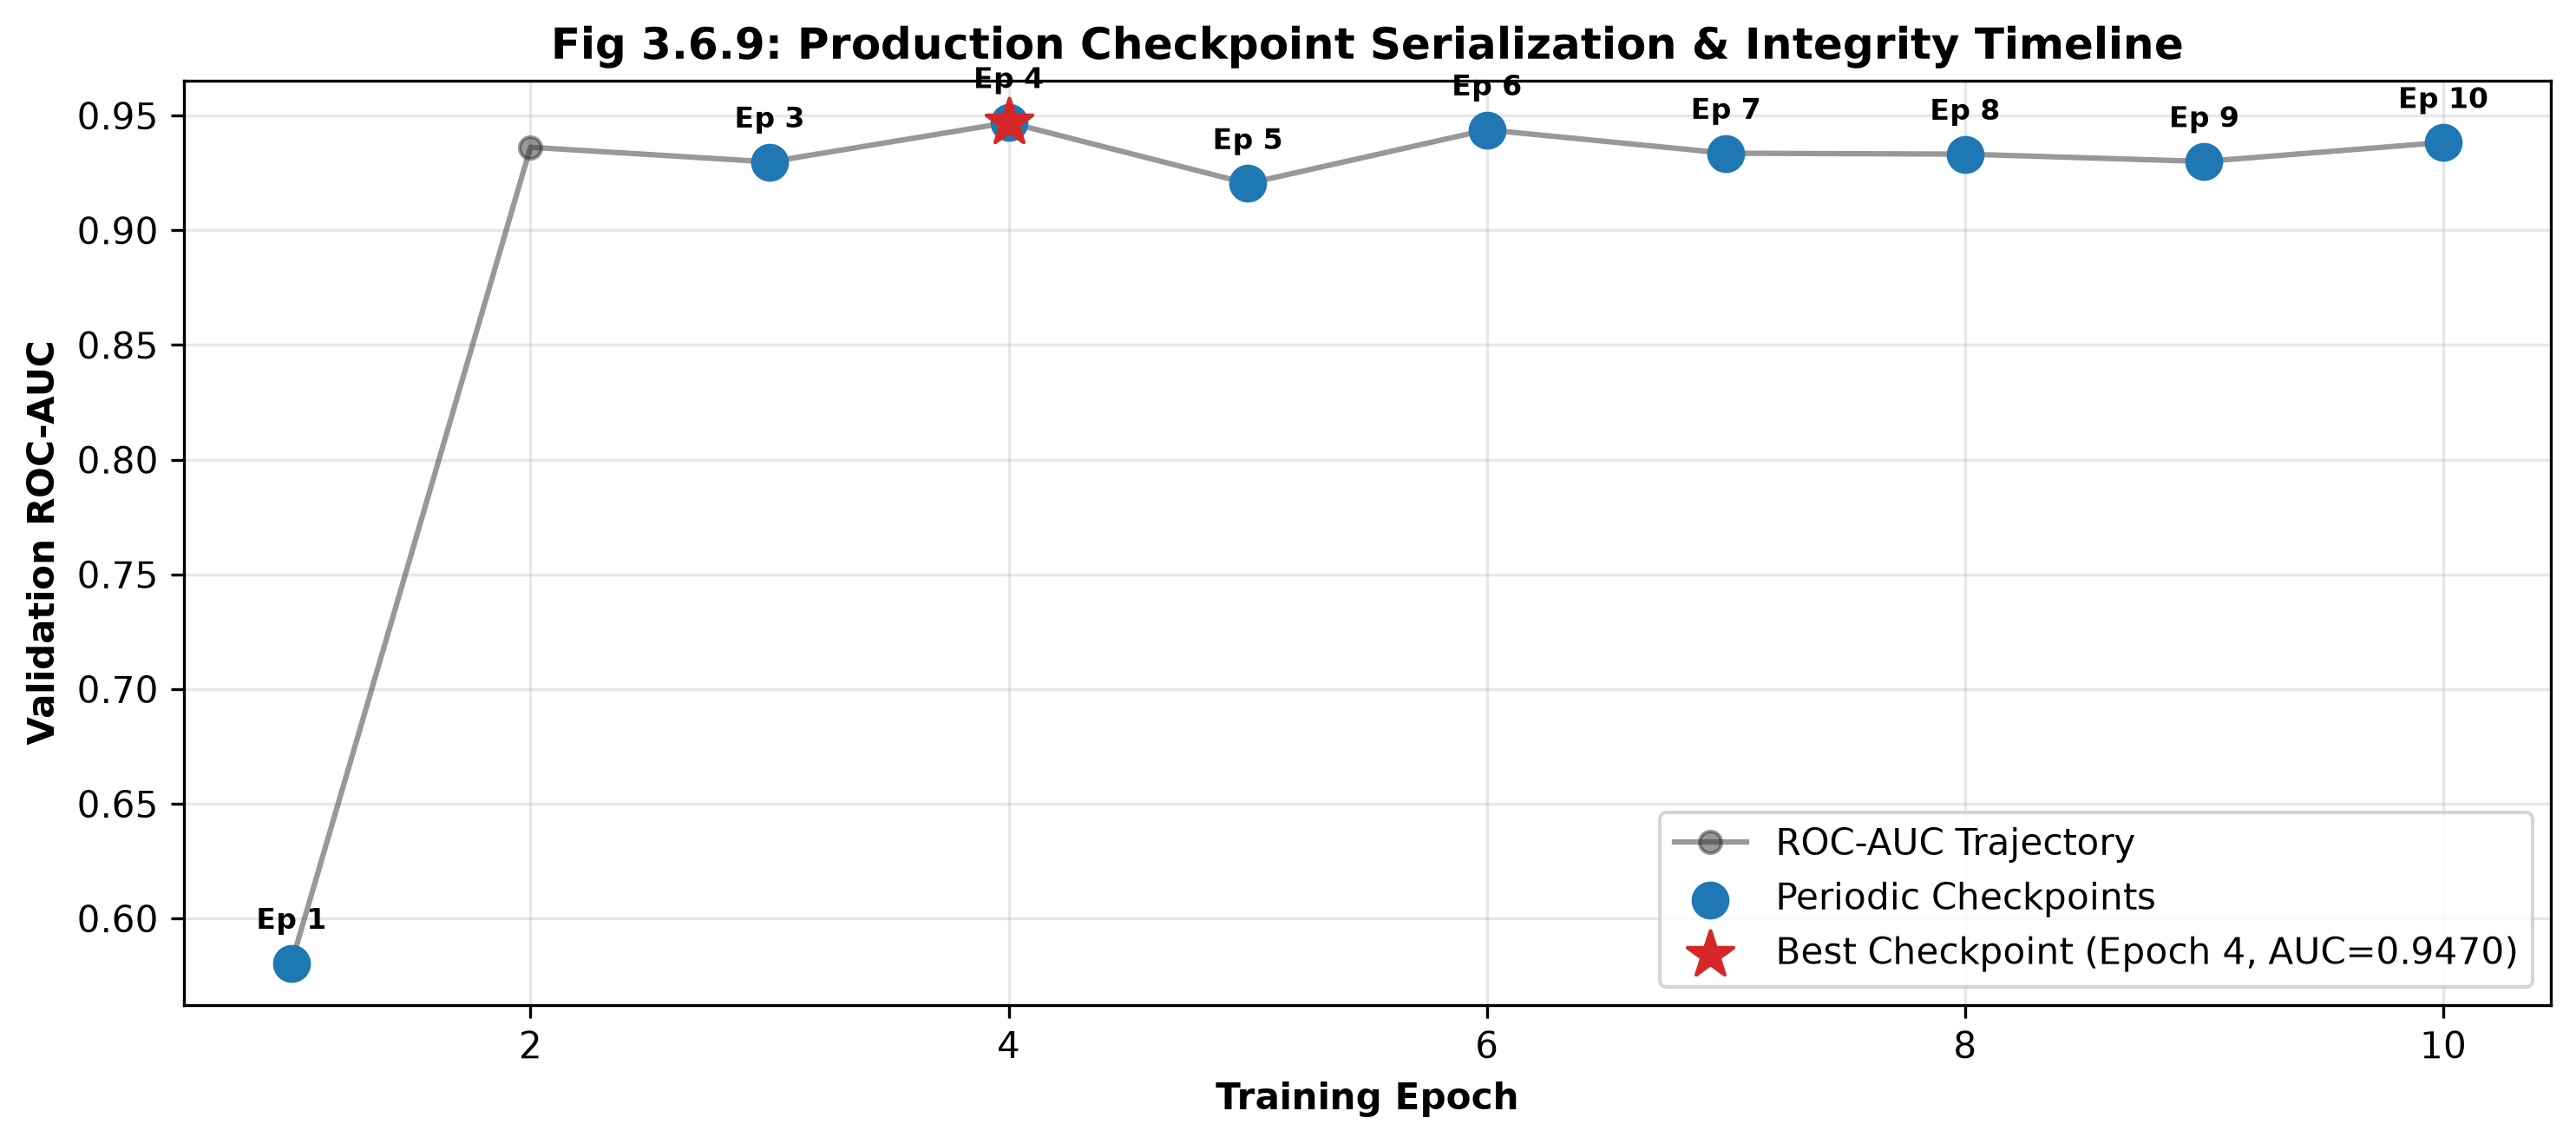 Fig 3.6.9: Production Checkpoint Serialization & Integrity Timeline
Validation ROC-AUC
0.95
0.90
0.85
0.80
0.75
0.70
0.65
0.60
Ep 1
Ep 3
Ep 4
Ep 5
Ep 6
Ep 7
Ep 8
Ep 9
Ep 10
ROC-AUC Trajectory
Periodic Checkpoints
Best Checkpoint (Epoch 4, AUC=0.9470)
2
4
6
8
10
Training Epoch